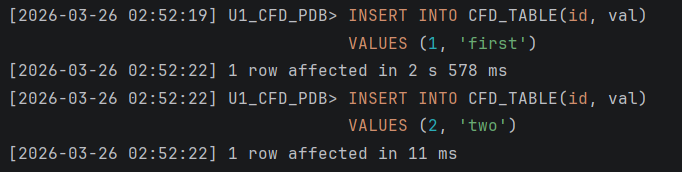 [2026-03-26 02:52:19] U1_CFD_PDB> INSERT INTO CFD_TABLE(id, val)
VALUES (1, 'first')
[2026-03-26 02:52:22] 1 row affected in 2 s 578 ms
[2026-03-26 02:52:22] U1_CFD_PDB> INSERT INTO CFD_TABLE(id, val)
VALUES (2, 'two')
[2026-03-26 02:52:22] 1 row affected in 11 ms